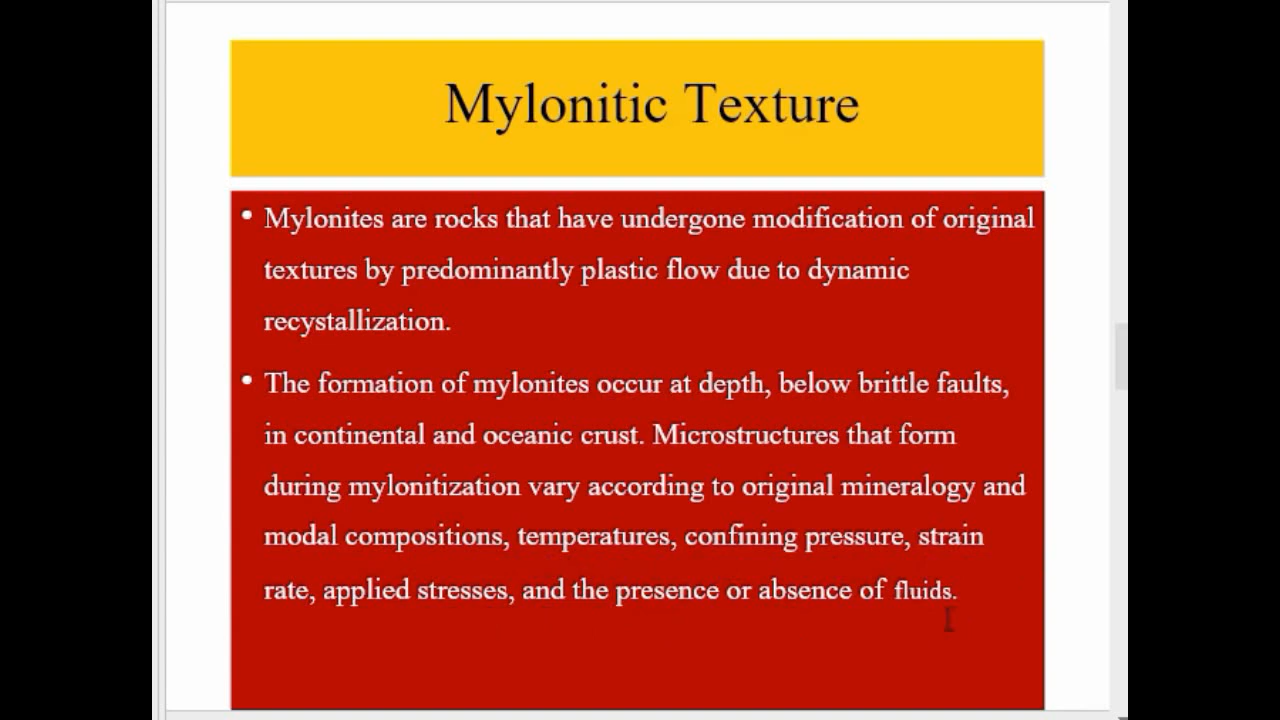 Mylonitic Texture
• Mylonites are rocks that have undergone modification of original
textures by predominantly plastic flow due to dynamic
recystallization.
• The formation of mylonites occur at depth, below brittle faults,
in continental and oceanic crust. Microstructures that form
during mylonitization vary according to original mineralogy and
modal compositions, temperatures, confining pressure, strain
rate, applied stresses, and the presence or absence of fluids.